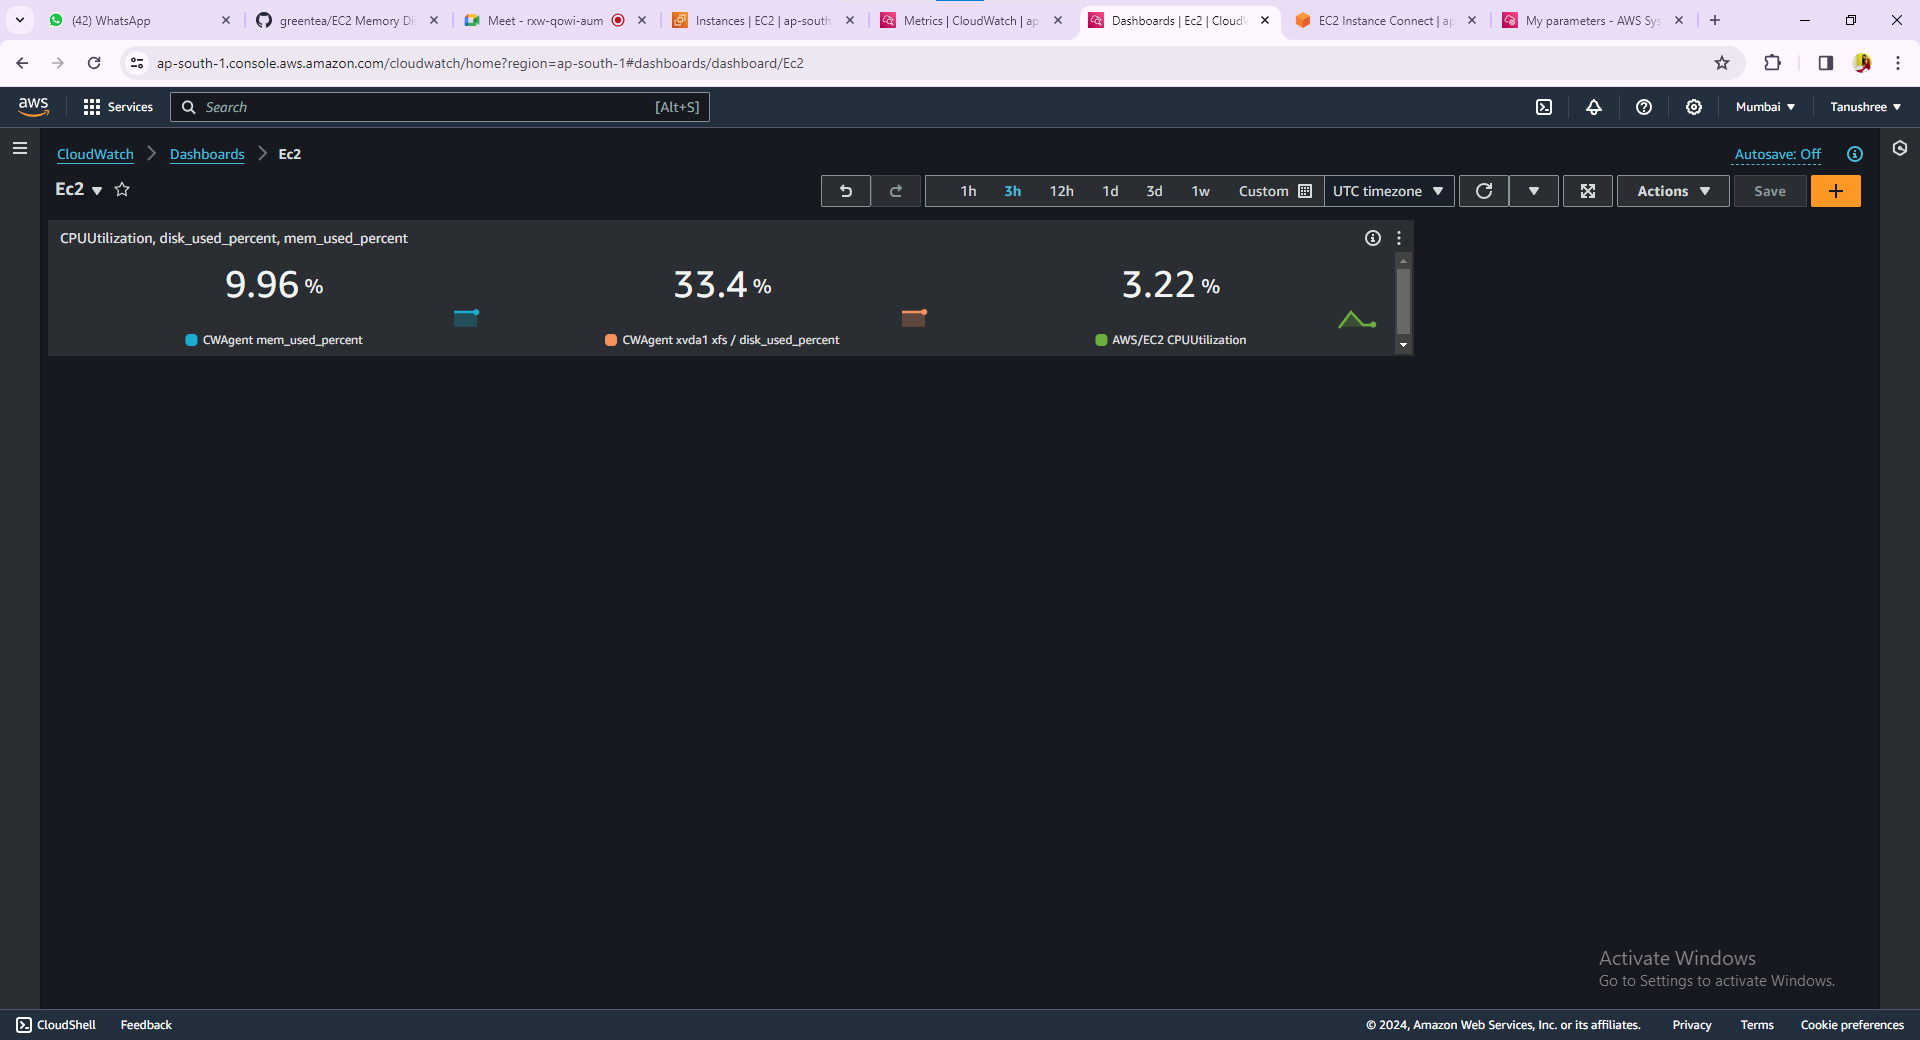 (42) WhatsApp
greentea/EC2 Memory Di
Meet - rxw-qowi-aum
Instances | EC2 | ap-south
Metrics | CloudWatch | ap
Dashboards | Ec2 | CloudW
EC2 Instance Connect | ap
My parameters - AWS Sys
ap-south-1.console.aws.amazon.com/cloudwatch/home?region=ap-south-1#dashboards/dashboard/Ec2
aws
Services
Search
[Alt+S]
Mumbai
Tanushree
CloudWatch
Dashboards
Ec2
Autosave: Off
Ec2
1h
3h
12h
1d
3d
1w
Custom
UTC timezone
Actions
Save
CPUUtilization, disk_used_percent, mem_used_percent
9.96 %
33.4 %
3.22 %
CWAgent mem_used_percent
CWAgent xvda1 xfs / disk_used_percent
AWS/EC2 CPUUtilization
Activate Windows
Go to Settings to activate Windows.
CloudShell
Feedback
© 2024, Amazon Web Services, Inc. or its affiliates.
Privacy
Terms
Cookie preferences